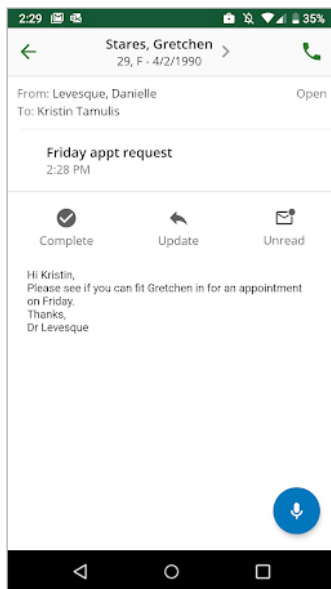 2:29 35%
Stares, Gretchen
29, F - 4/2/1990
From: Levesque, Danielle Open
To: Kristin Tamulis
Friday appt request
2:28 PM
Complete Update Unread
Hi Kristin,
Please see if you can fit Gretchen in for an appointment
on Friday.
Thanks,
Dr Levesque